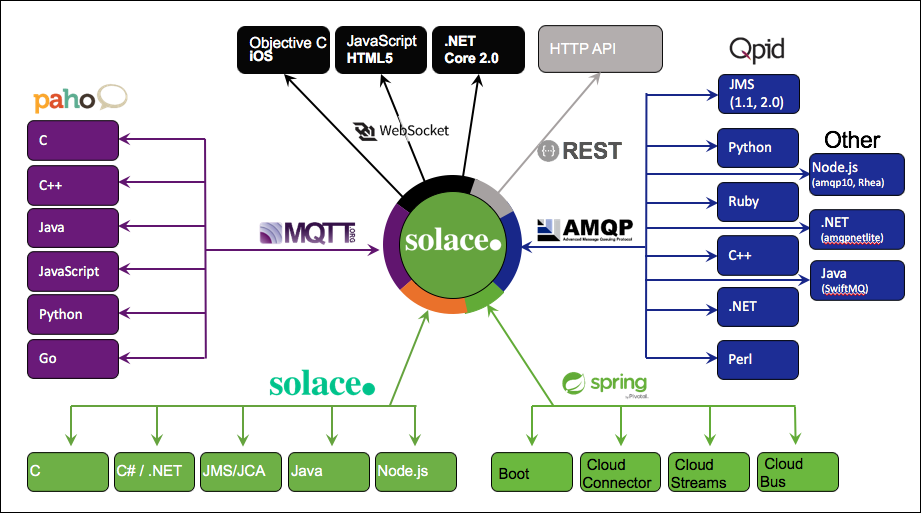 Objective C
iOS
JavaScript
HTML5
.NET
Core 2.0
HTTP API
Qpid
paho
JMS
(1.1, 2.0)
C
WebSocket
Python
Other
REST
C++
Node.js
(amqp10, Rhea)
Ruby
Java
MQTT.ORG
solace.
AMQP
Advanced Message Queuing Protocol
.NET
(amqpnetlite)
C++
JavaScript
Java
(SwiftMQ)
Python
.NET
Go
Perl
solace.
spring
by Pivotal.
C
C# / .NET
JMS/JCA
Java
Node.js
Boot
Cloud
Connector
Cloud
Streams
Cloud
Bus